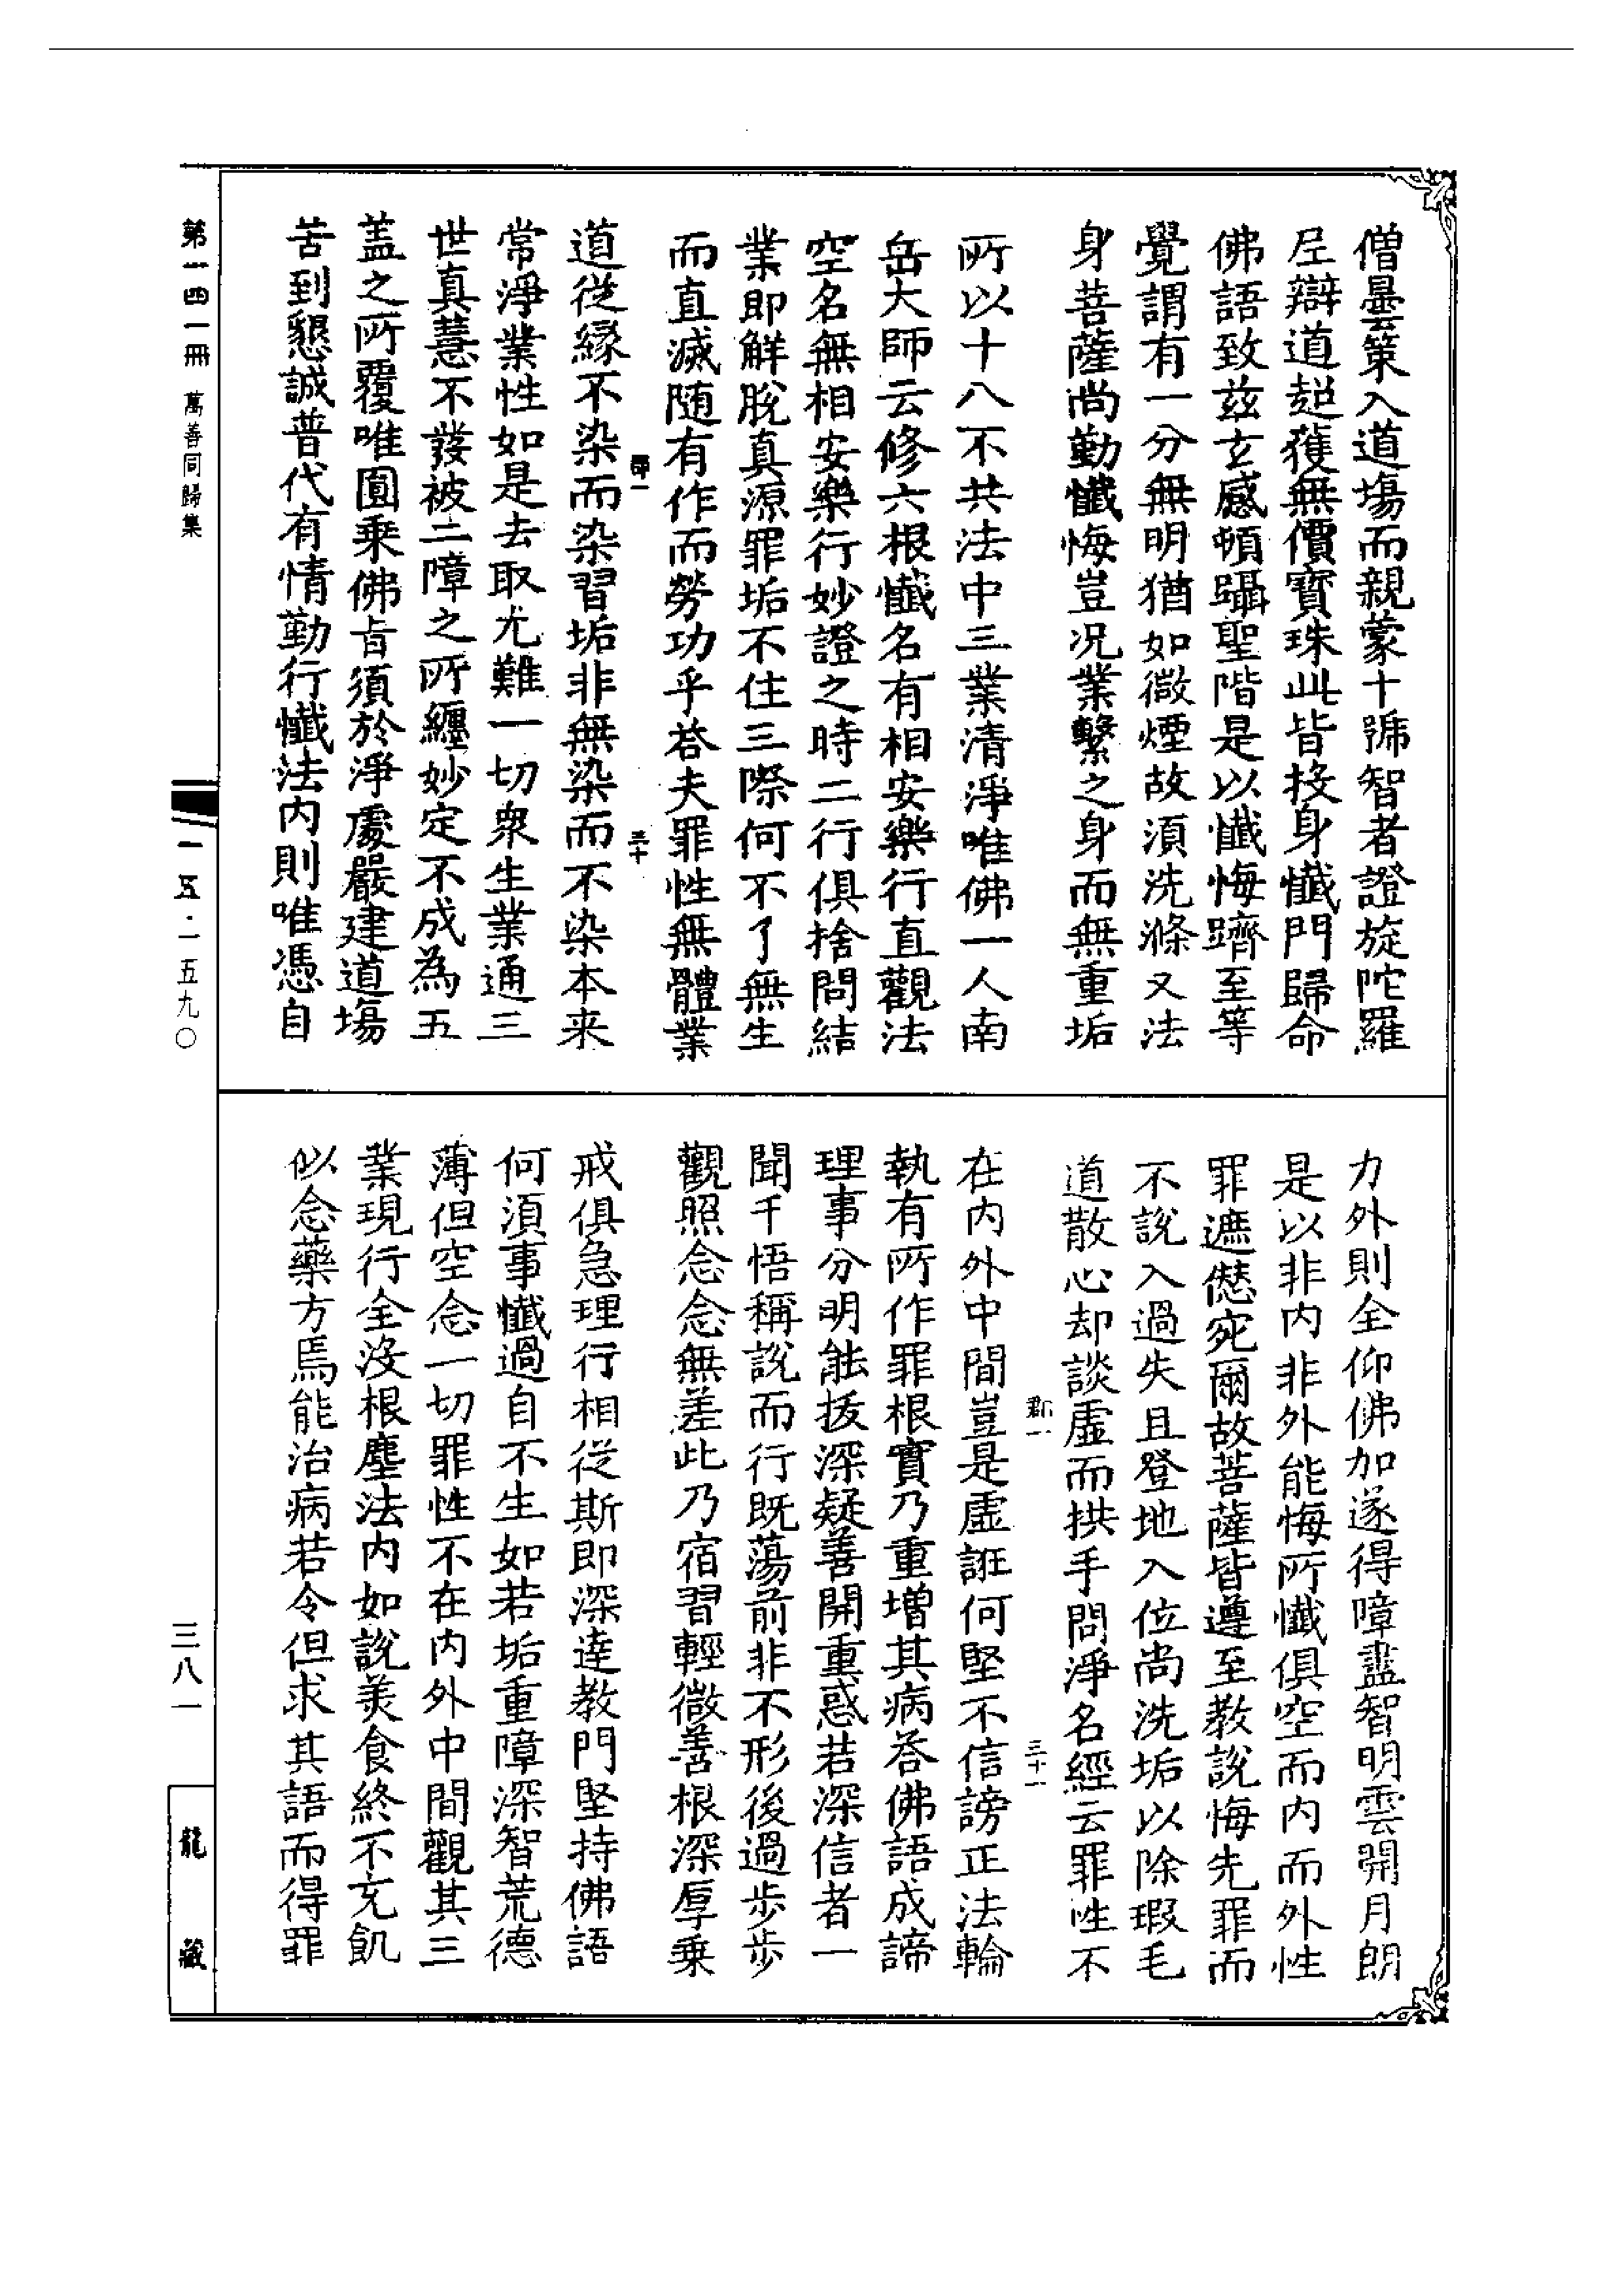 僧曇策入道塲而親蒙十號智者證旋陀羅
尼辯道超獲無價寳珠此皆投身懺門歸命
佛語致兹玄感頓躡聖階是以懺悔躋至等
覺謂有一分無明猶如微煙故湏洗滌又法
身菩薩尚勤懺悔豈况業繫之身而無重垢
所以十八不共法中三業清淨唯佛一人南
岳大師云修六根懺名有相安樂行直觀法
空名無相安樂行妙證之時二行俱捨問結
業即解脫真源罪垢不住三際何不了無生
而直滅随有作而勞功乎荅夫罪性無體業
三十
道從緣不染而染習垢非無染而不染本来
常淨業性如是去取尤難一切衆生業通三
世真慧不發被二障之所纏妙定不成為五
盖之所覆唯圓乗佛旨須於淨處嚴建道塲
苦到懇誠普代有情勤行懺法内則唯憑自
力外則全仰佛加遂得障盡智明雲開月朗
是以非内非外能悔所懺俱空而内而外性
罪遮愆宛爾故菩薩皆遵至教說悔先罪而
不說入過失且登地入位尚洗垢以除瑕毛
道散心却談虛而拱手問淨名經云罪性不
三十一
在内外中間豈是虛誑何堅不信謗正法輪
執有所作罪根實乃重增其病荅佛語成諦
理事分明能拔深疑善開重惑若深信者一
聞千悟稱說而行既蕩前非不形後過步步
觀照念念無差此乃宿習輕微善根深厚乗
戒俱急理行相從斯即深達教門堅持佛語
何湏事懺過自不生如若垢重障深智荒德
薄但空念一切罪性不在内外中間觀其三
業現行全沒根塵法内如說美食終不充飢
似念藥方焉能治病若令但求其語而得罪
第一四一冊 萬善同歸集
一五·一五九〇
三八一
龍藏